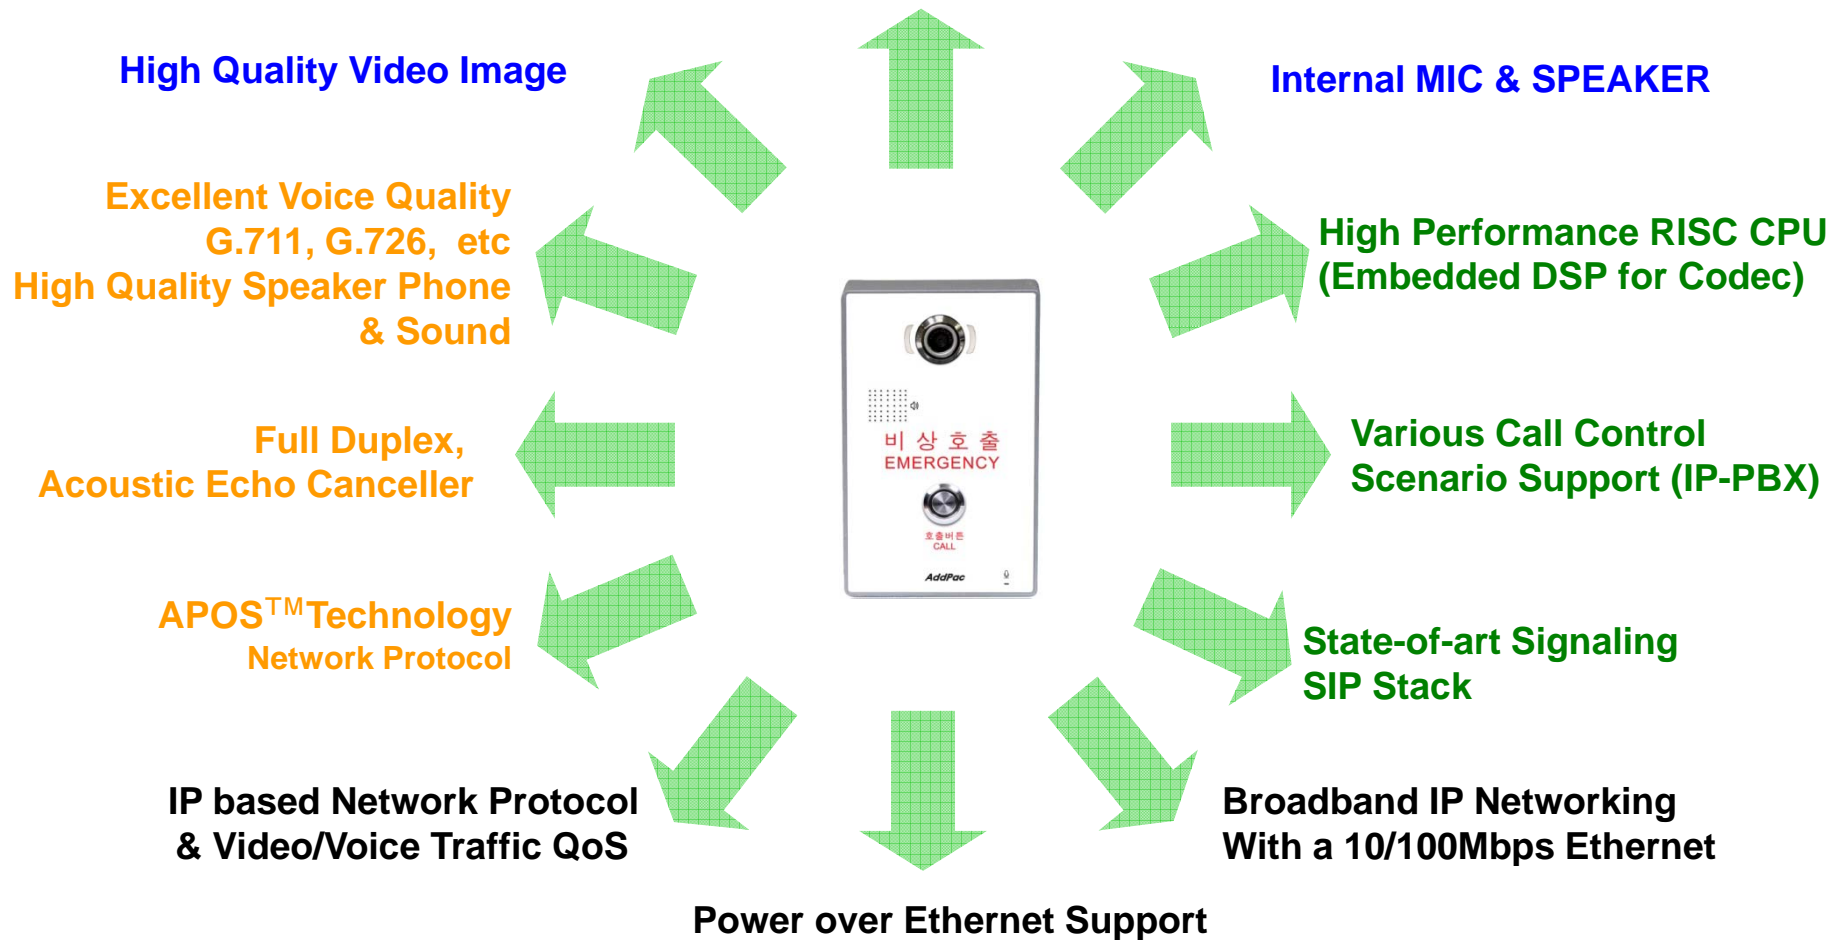 High Quality Video Image
Internal MIC & SPEAKER
Excellent Voice Quality
G.711, G.726, etc
High Quality Speaker Phone
& Sound
High Performance RISC CPU
(Embedded DSP for Codec)
Full Duplex,
Acoustic Echo Canceller
비상호출
EMERGENCY
호출버튼
CALL
AddPac
Various Call Control
Scenario Support (IP-PBX)
APOS™Technology
Network Protocol
State-of-art Signaling
SIP Stack
IP based Network Protocol
& Video/Voice Traffic QoS
Broadband IP Networking
With a 10/100Mbps Ethernet
Power over Ethernet Support